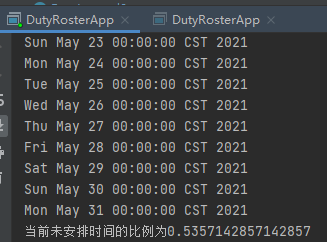 DutyRosterApp DutyRosterApp
Sun May 23 00:00:00 CST 2021
Mon May 24 00:00:00 CST 2021
Tue May 25 00:00:00 CST 2021
Wed May 26 00:00:00 CST 2021
Thu May 27 00:00:00 CST 2021
Fri May 28 00:00:00 CST 2021
Sat May 29 00:00:00 CST 2021
Sun May 30 00:00:00 CST 2021
Mon May 31 00:00:00 CST 2021
当前未安排时间的比例为0.5357142857142857